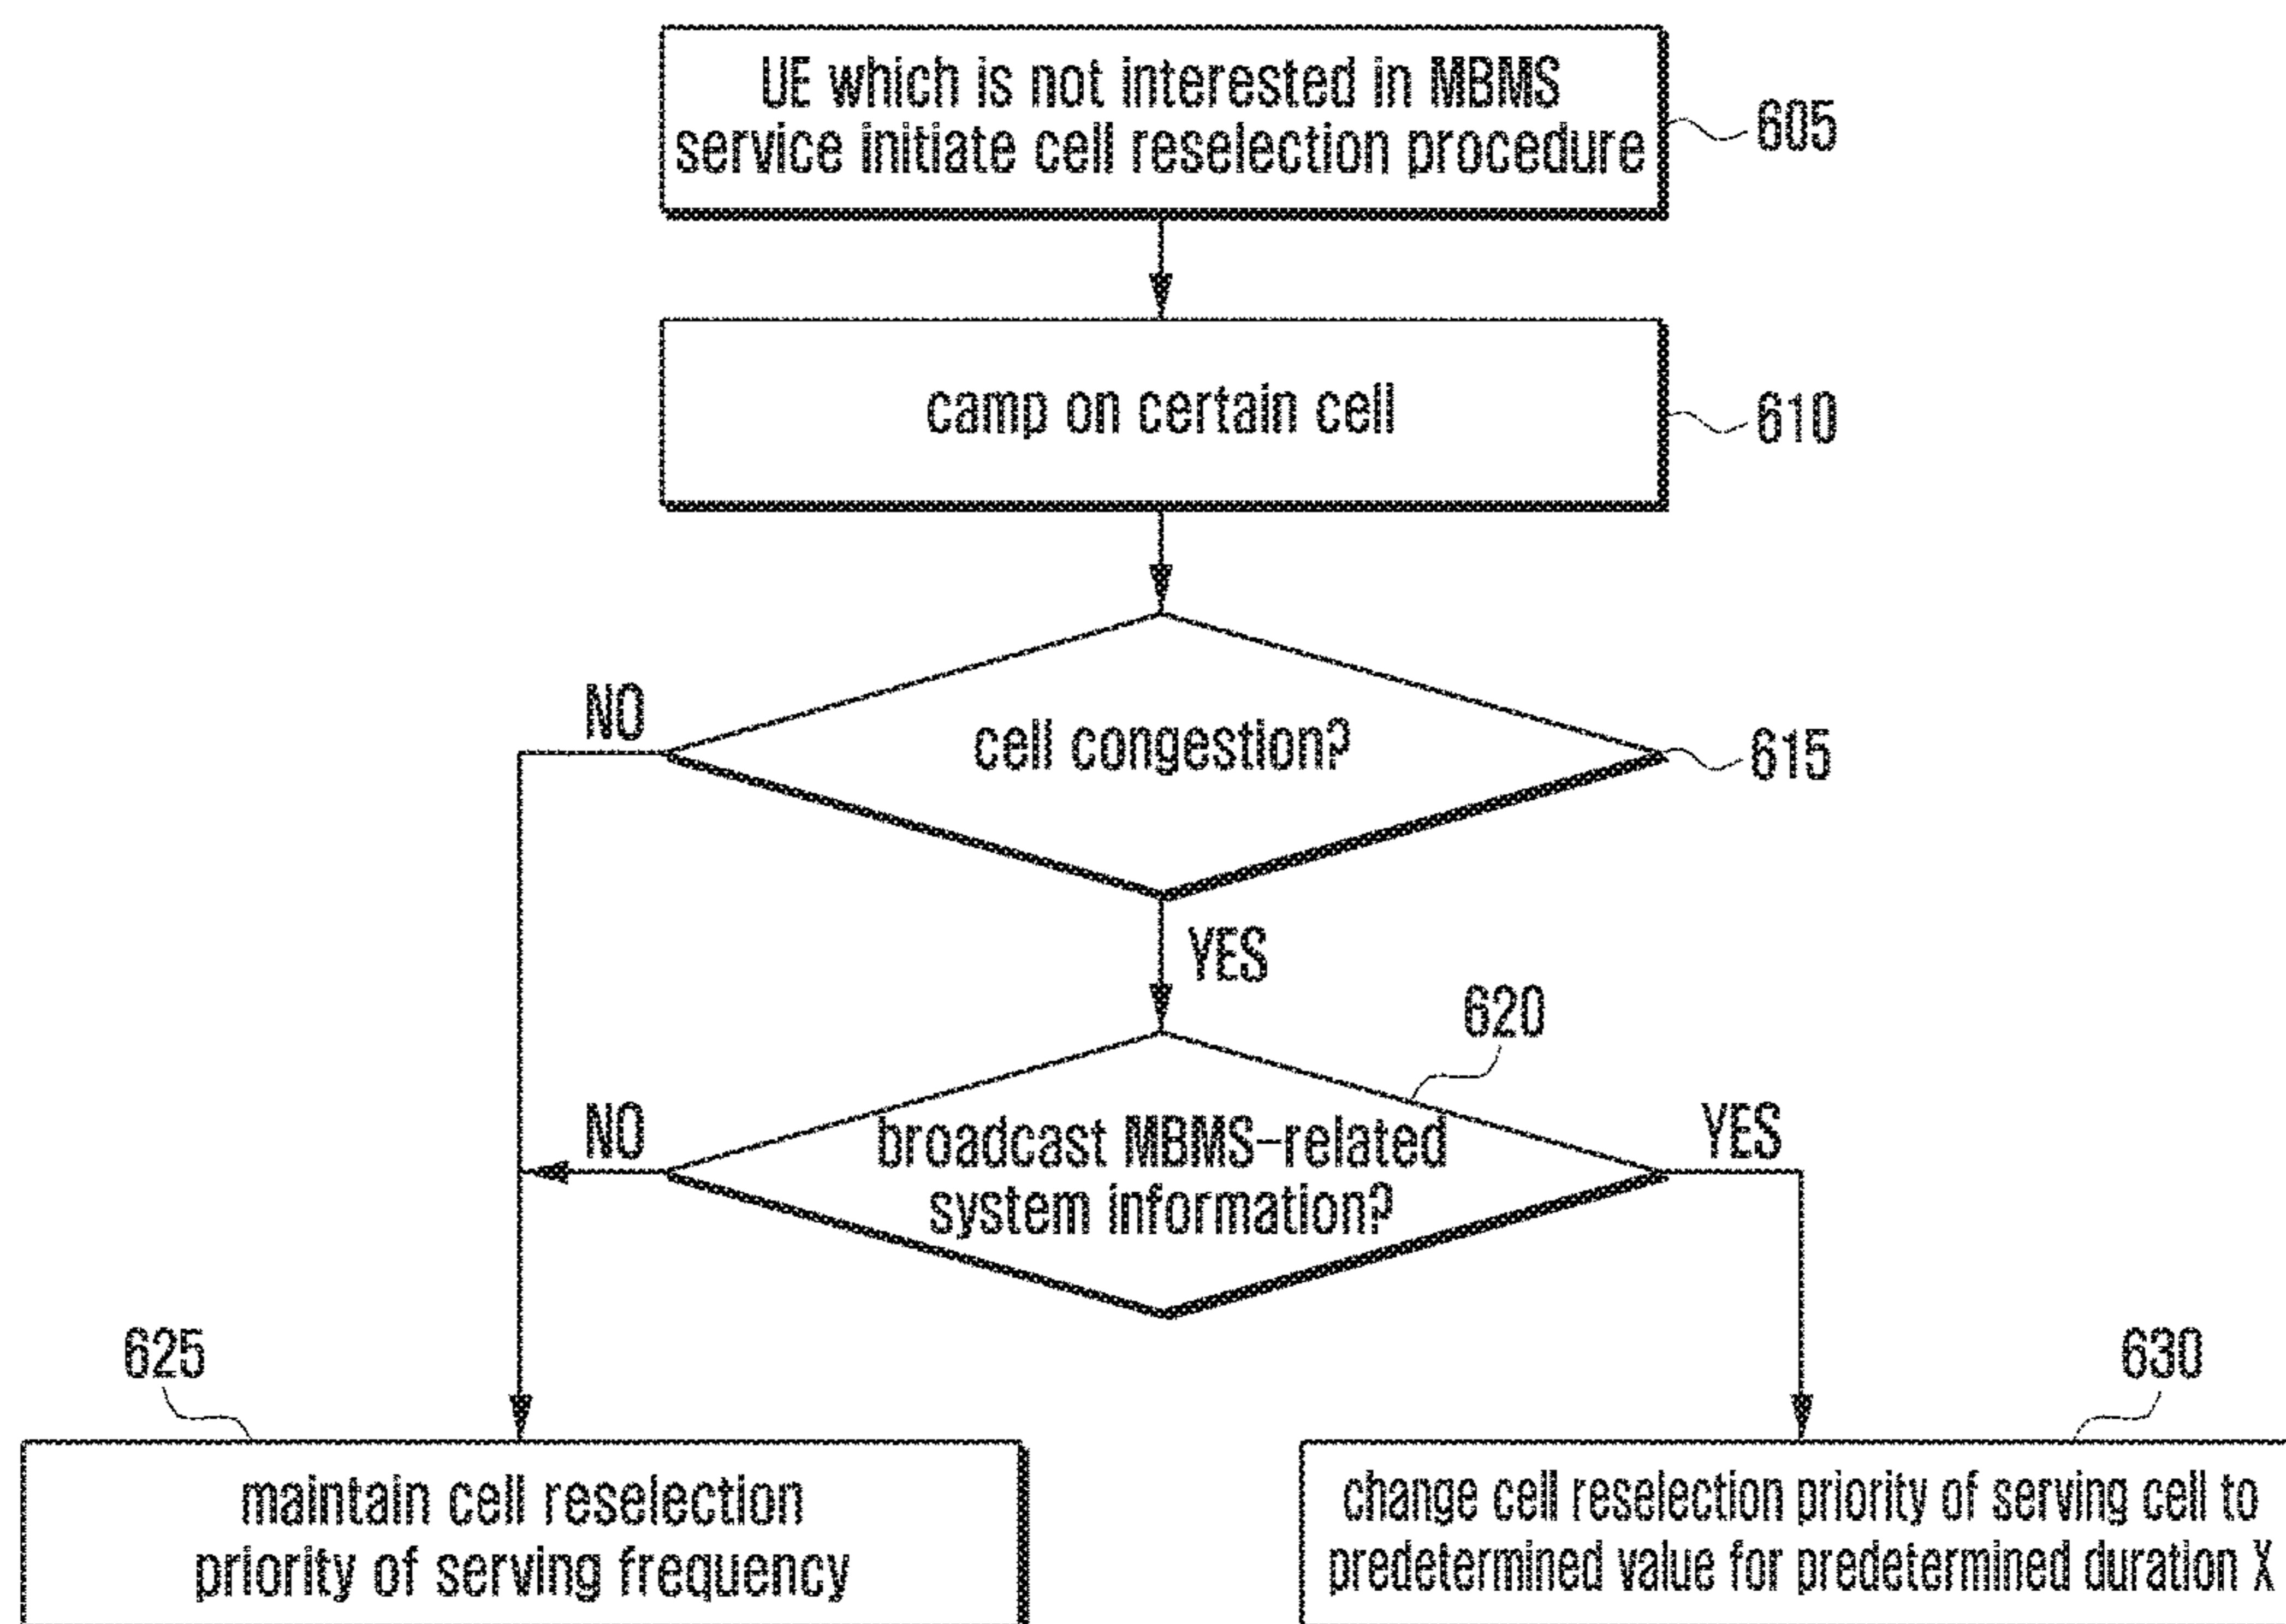 UE which is not interested in MBMS
service initiate cell reselection procedure
605
camp on certain cell
610
NO
cell congestion?
615
YES
620
NO
broadcast MBMS-related
system information?
YES
625
630
maintain cell reselection
priority of serving frequency
change cell reselection priority of serving cell to
predetermined value for predetermined duration X